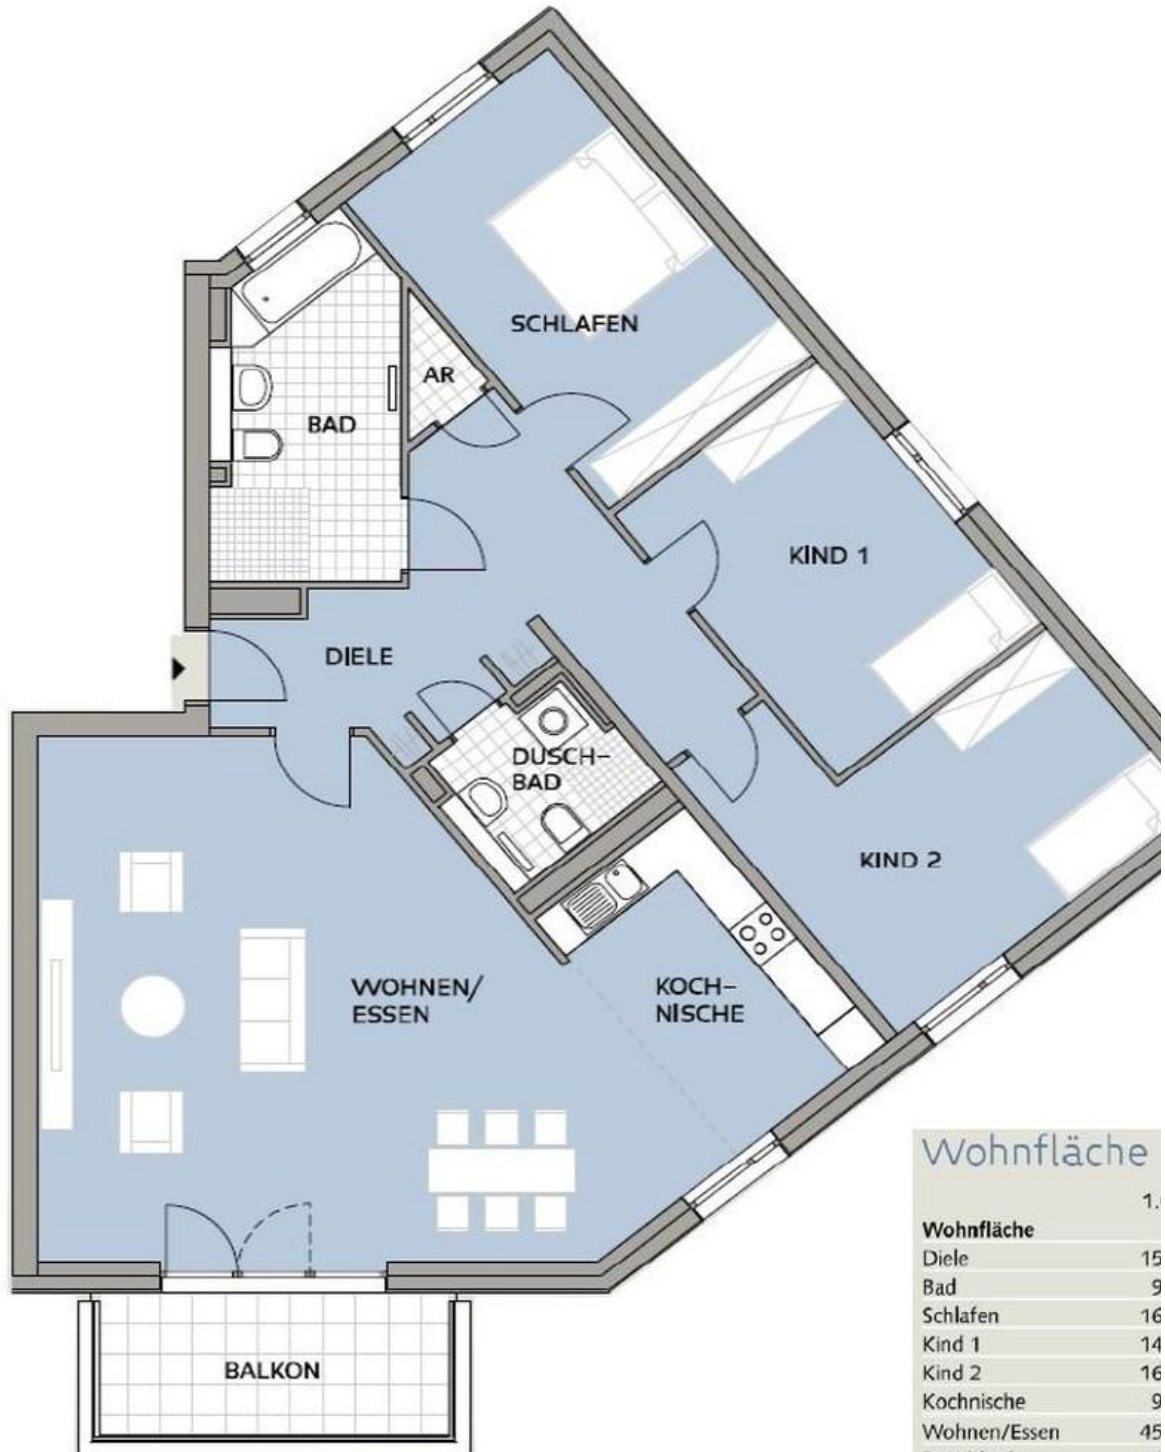 SCHLAFEN
AR
BAD
KIND 1
DIELE
DUSCH-
BAD
KIND 2
WOHNEN/
ESSEN
KOCH-
NISCHE
BALKON
Wohnfläche
1.
Wohnfläche
Diele 15
Bad 9
Schlafen 16
Kind 1 14
Kind 2 16
Kochnische 9
Wohnen/Essen 45